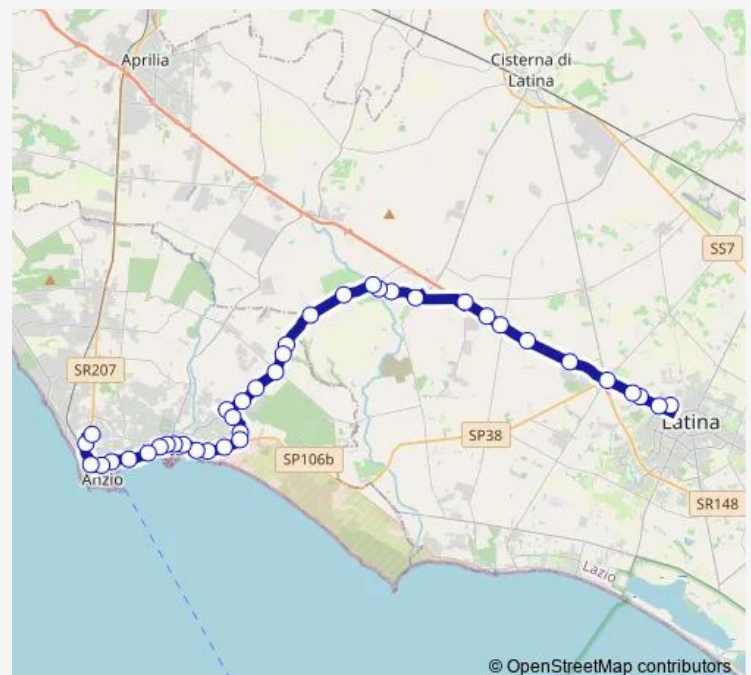 Aprilia
Cisterna di
Latina
SS7
SR207
Latina
SP38
SP106b
Anzio
SR148
Lazio
© OpenStreetMap contributors